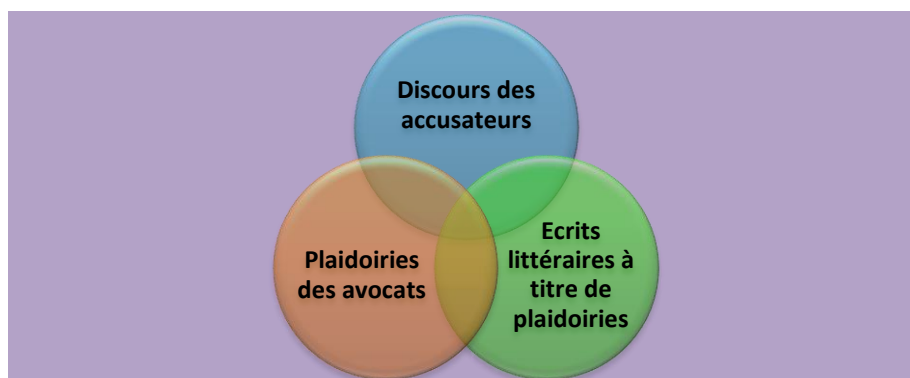 Discours des
accusateurs
Plaidoiries
des avocats
Ecrits
littéraires à
titre de
plaidoiries